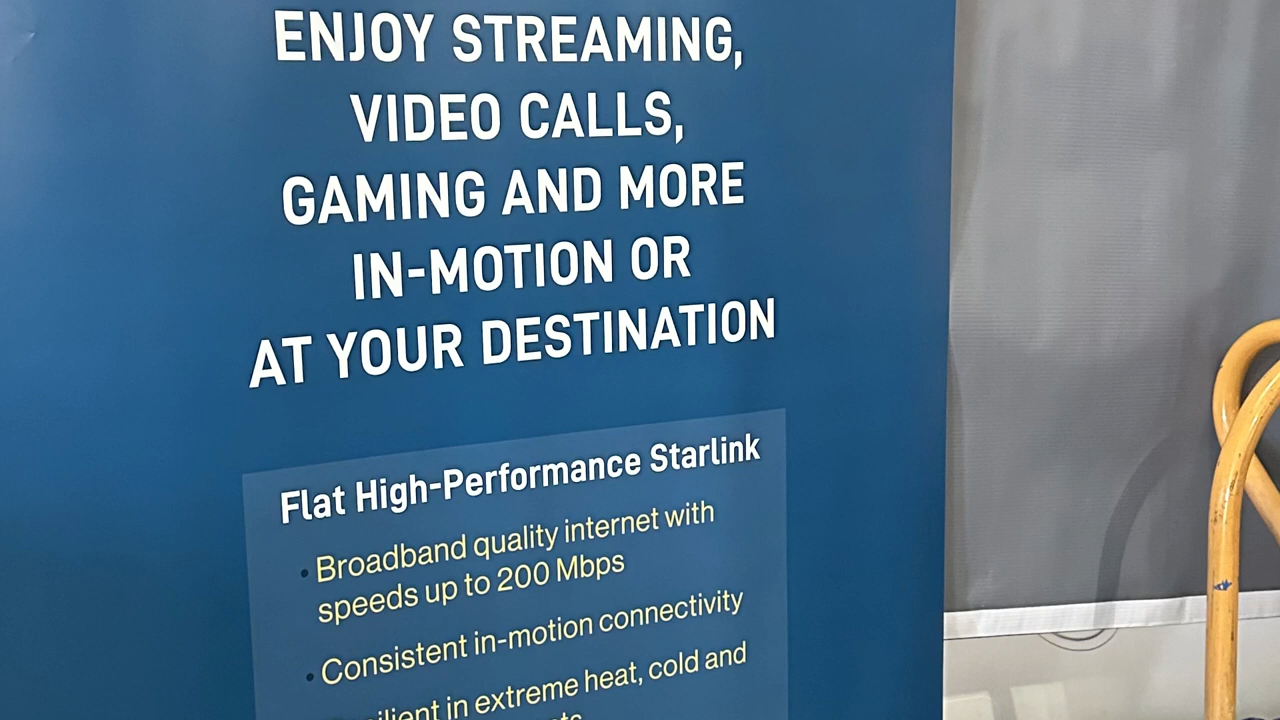 ENJOY STREAMING,
VIDEO CALLS,
GAMING AND MORE
IN-MOTION OR
AT YOUR DESTINATION
Flat High-Performance Starlink
• Broadband quality internet with
speeds up to 200 Mbps
• Consistent in-motion connectivity
in extreme heat, cold and